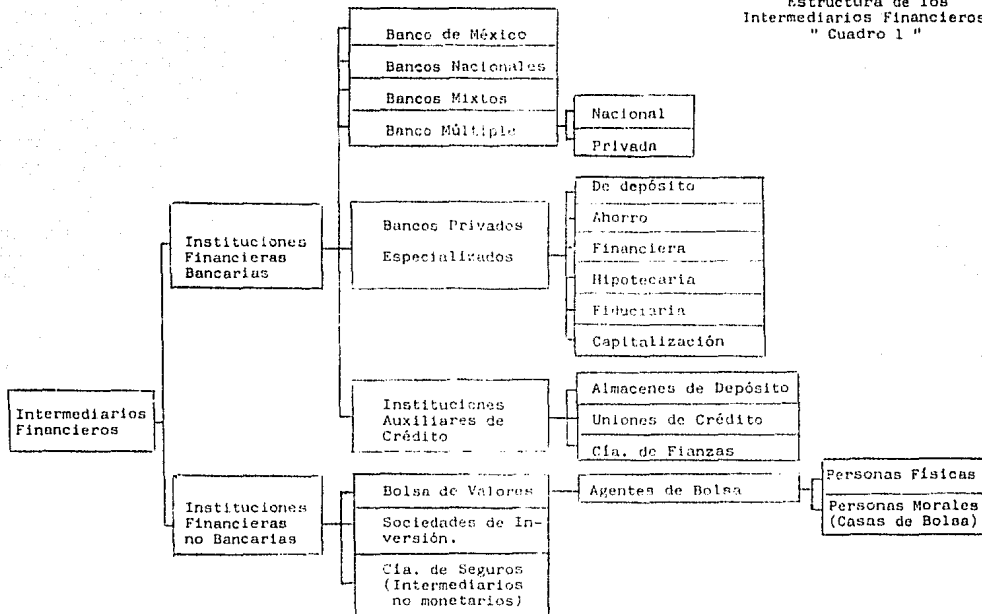 Estructura de los
Intermediarios Financieros
" Cuadro 1 "
Banco de México
Bancos Nacionales
Bancos Mixtos
Banco Múltiple
Nacional
Privada
Instituciones
Financieras
Bancarias
Bancos Privados
Especializados
De depósito
Ahorro
Financiera
Hipotecaria
Fiduciaria
Capitalización
Intermediarios
Financieros
Instituciones
Auxiliares de
Crédito
Almacenes de Depósito
Uniones de Crédito
Cía. de Fianzas
Instituciones
Financieras
no Bancarias
Bolsa de Valores
Sociedades de In-
versión.
Cía. de Seguros
(Intermediarios
no monetarios)
Agentes de Bolsa
Personas Físicas
Personas Morales
(Casas de Bolsa)